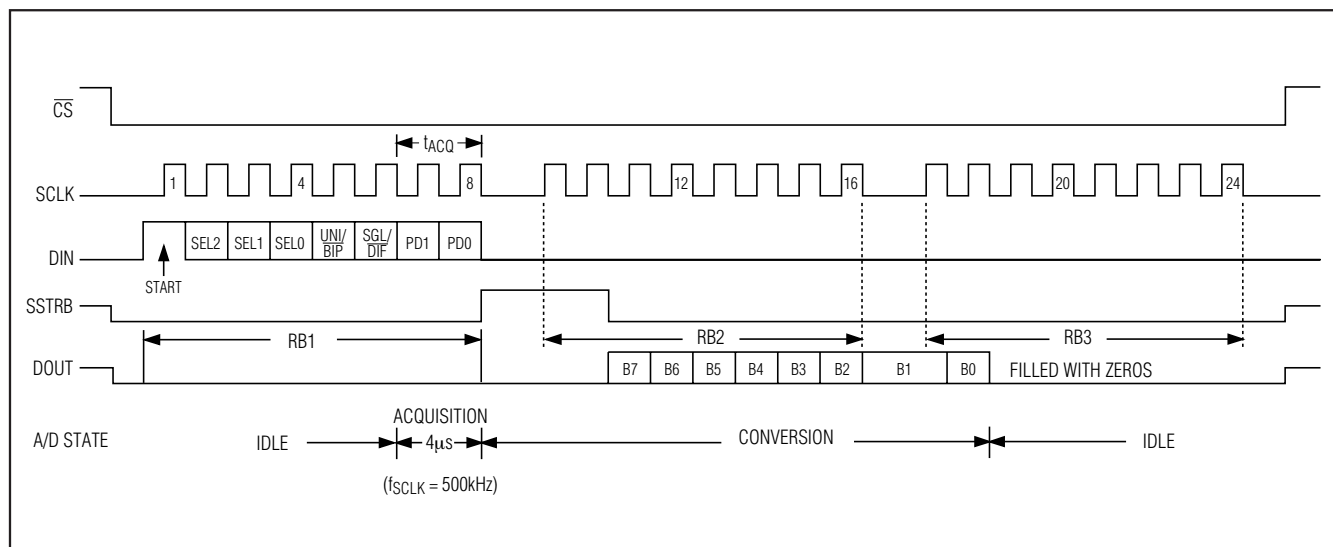 CS
tACQ
SCLK 1 4 8 12 16 20 24
DIN SEL2 SEL1 SEL0 UNI/BIP SGL/DIF PD1 PD0
START
SSTRB
RB1 RB2 RB3
DOUT B7 B6 B5 B4 B3 B2 B1 B0 FILLED WITH ZEROS
ACQUISITION
A/D STATE IDLE 4µs CONVERSION IDLE
(fSCLK = 500kHz)